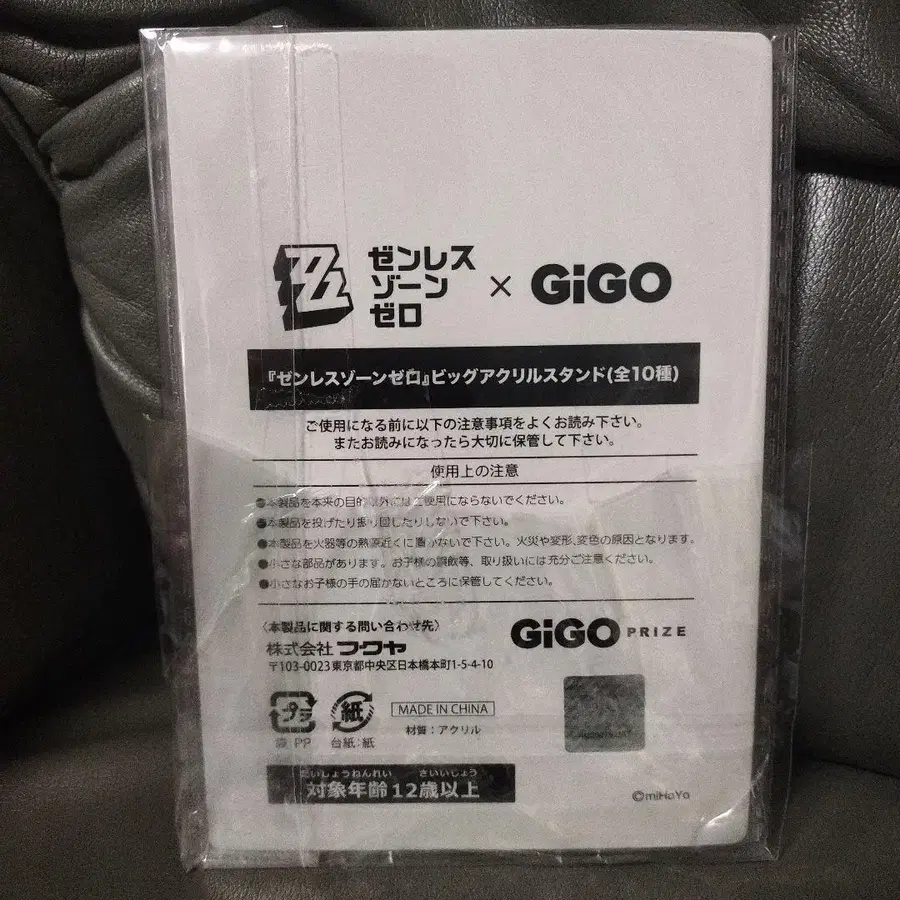 ゼンレス
ゾーン
ゼロ
× GiGO
『ゼンレスゾーンゼロ』ビッグアクリルスタンド(全10種)
ご使用になる前に以下の注意事項をよくお読み下さい。
またお読みになったら大切に保管して下さい。
使用上の注意
●本製品を本来の目的以外にはご使用にならないでください。
●本製品を投げたり振り回したりしないで下さい。
●本製品を火器等の熱源近くに置かないで下さい。火災や変形、変色の原因となります。
●小さな部品があります。お子様の誤飲等、取り扱いには充分ご注意ください。
●小さなお子様の手の届かないところに保管してください。
〈本製品に関する問い合わせ先〉
株式会社 フクヤ
〒103-0023東京都中央区日本橋本町1-5-4-10
GiGO PRIZE
プラ
袋:PP
紙
台紙:紙
MADE IN CHINA
材質:アクリル
たいしょうねんれい さいいじょう
対象年齢12歳以上
©miHoYo